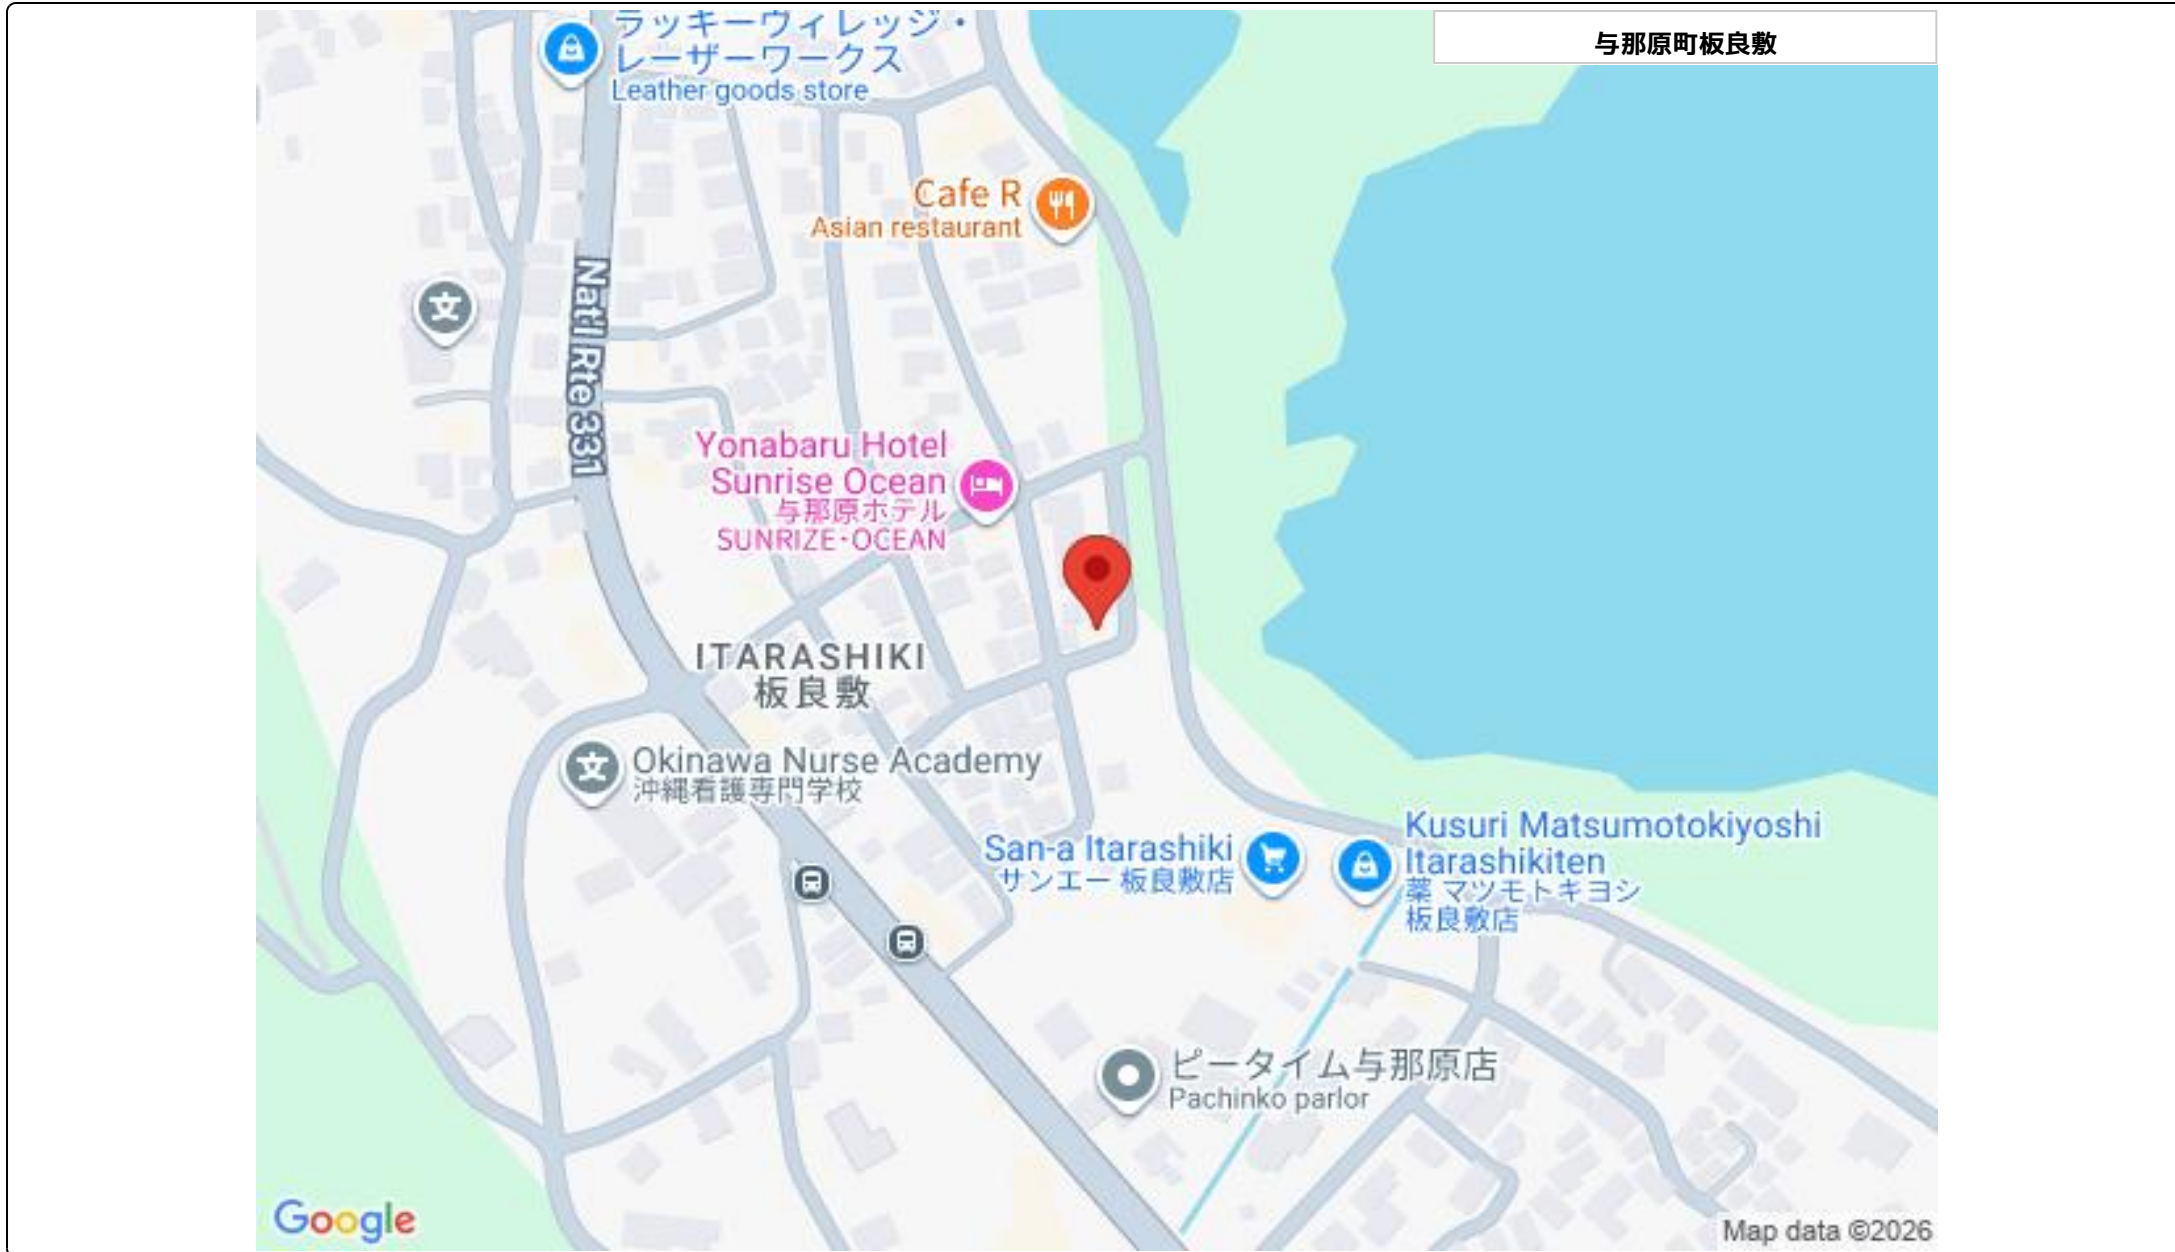 ラッキーヴィレッジ・
レーザーワークス
Leather goods store
与那原町板良敷
Cafe R
Asian restaurant
文
Nat'l Rte 331
Yonabaru Hotel
Sunrise Ocean
与那原ホテル
SUNRIZE･OCEAN
ITARASHIKI
板良敷
文
Okinawa Nurse Academy
沖縄看護専門学校
San-a Itarashiki
サンエー 板良敷店
Kusuri Matsumotokiyoshi
Itarashikiten
薬 マツモトキヨシ
板良敷店
ピータイム与那原店
Pachinko parlor
Google
Map data ©2026